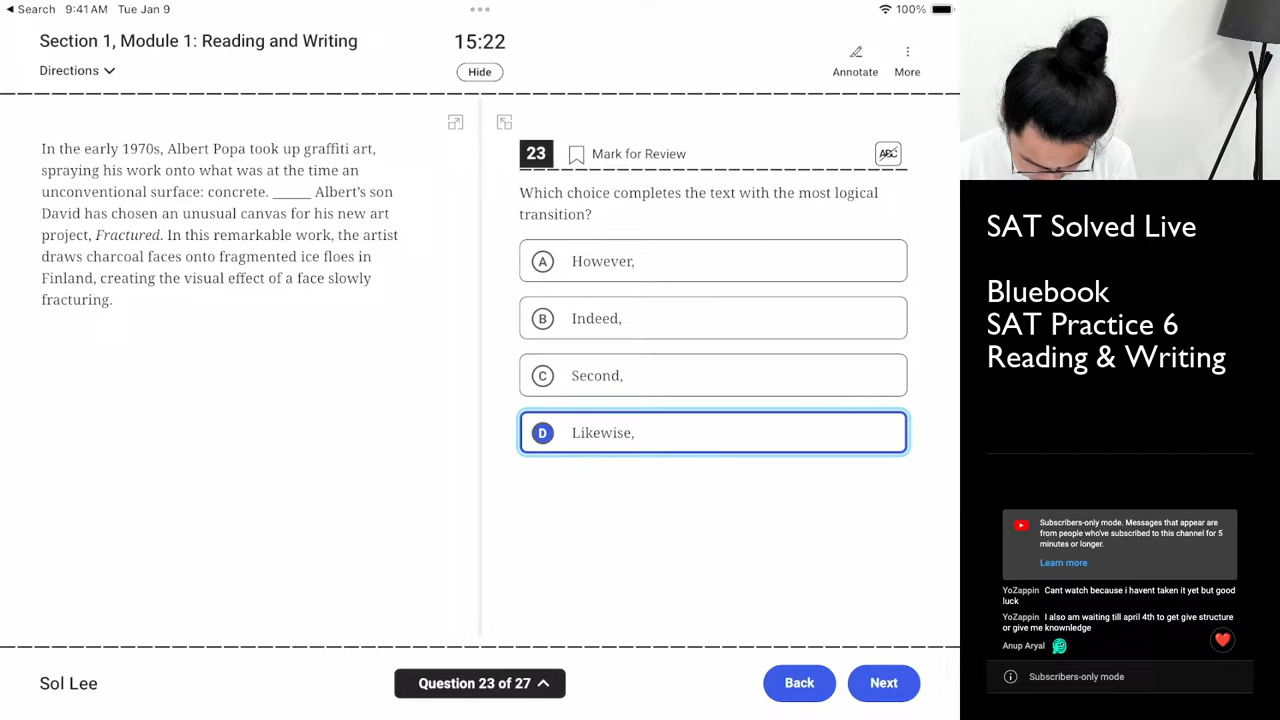 Search 9:41 AM Tue Jan 9
100%
Section 1, Module 1: Reading and Writing
15:22
Directions
Hide
Annotate
More
In the early 1970s, Albert Popa took up graffiti art,
spraying his work onto what was at the time an
unconventional surface: concrete. ______ Albert's son
David has chosen an unusual canvas for his new art
project, Fractured. In this remarkable work, the artist
draws charcoal faces onto fragmented ice floes in
Finland, creating the visual effect of a face slowly
fracturing.
23 Mark for Review
ABC
Which choice completes the text with the most logical
transition?
A However,
B Indeed,
C Second,
D Likewise,
Sol Lee
Question 23 of 27
Back
Next
SAT Solved Live
Bluebook
SAT Practice 6
Reading & Writing
Subscribers-only mode. Messages that appear are
from people who've subscribed to this channel for 5
minutes or longer.
Learn more
YoZappin Cant watch because i havent taken it yet but good
luck
YoZappin I also am waiting till april 4th to get give structure
or give me knownledge
Anup Aryal
Subscribers-only mode